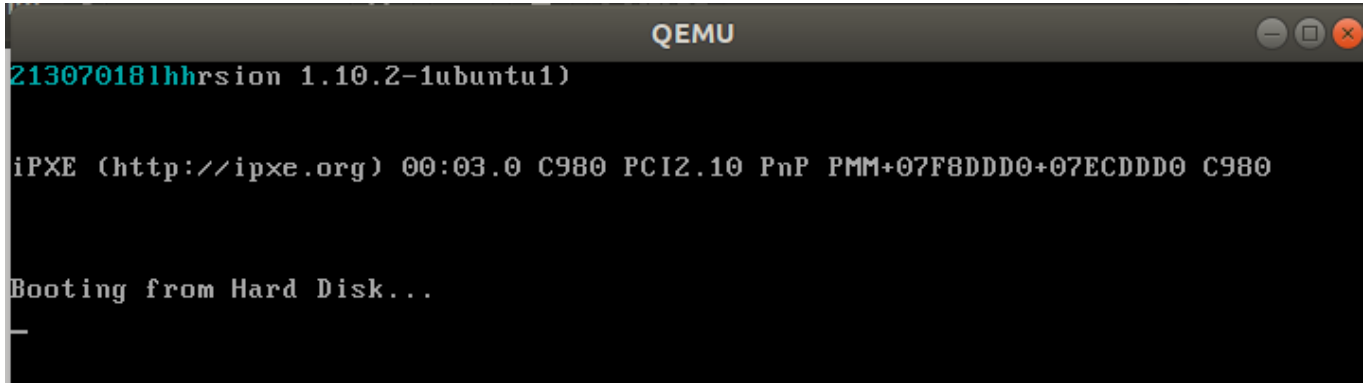 QEMU
21307018lhhrsion 1.10.2-1ubuntu1)
iPXE (http://ipxe.org) 00:03.0 C980 PCI2.10 PnP PMM+07F8DDD0+07ECDDD0 C980
Booting from Hard Disk...